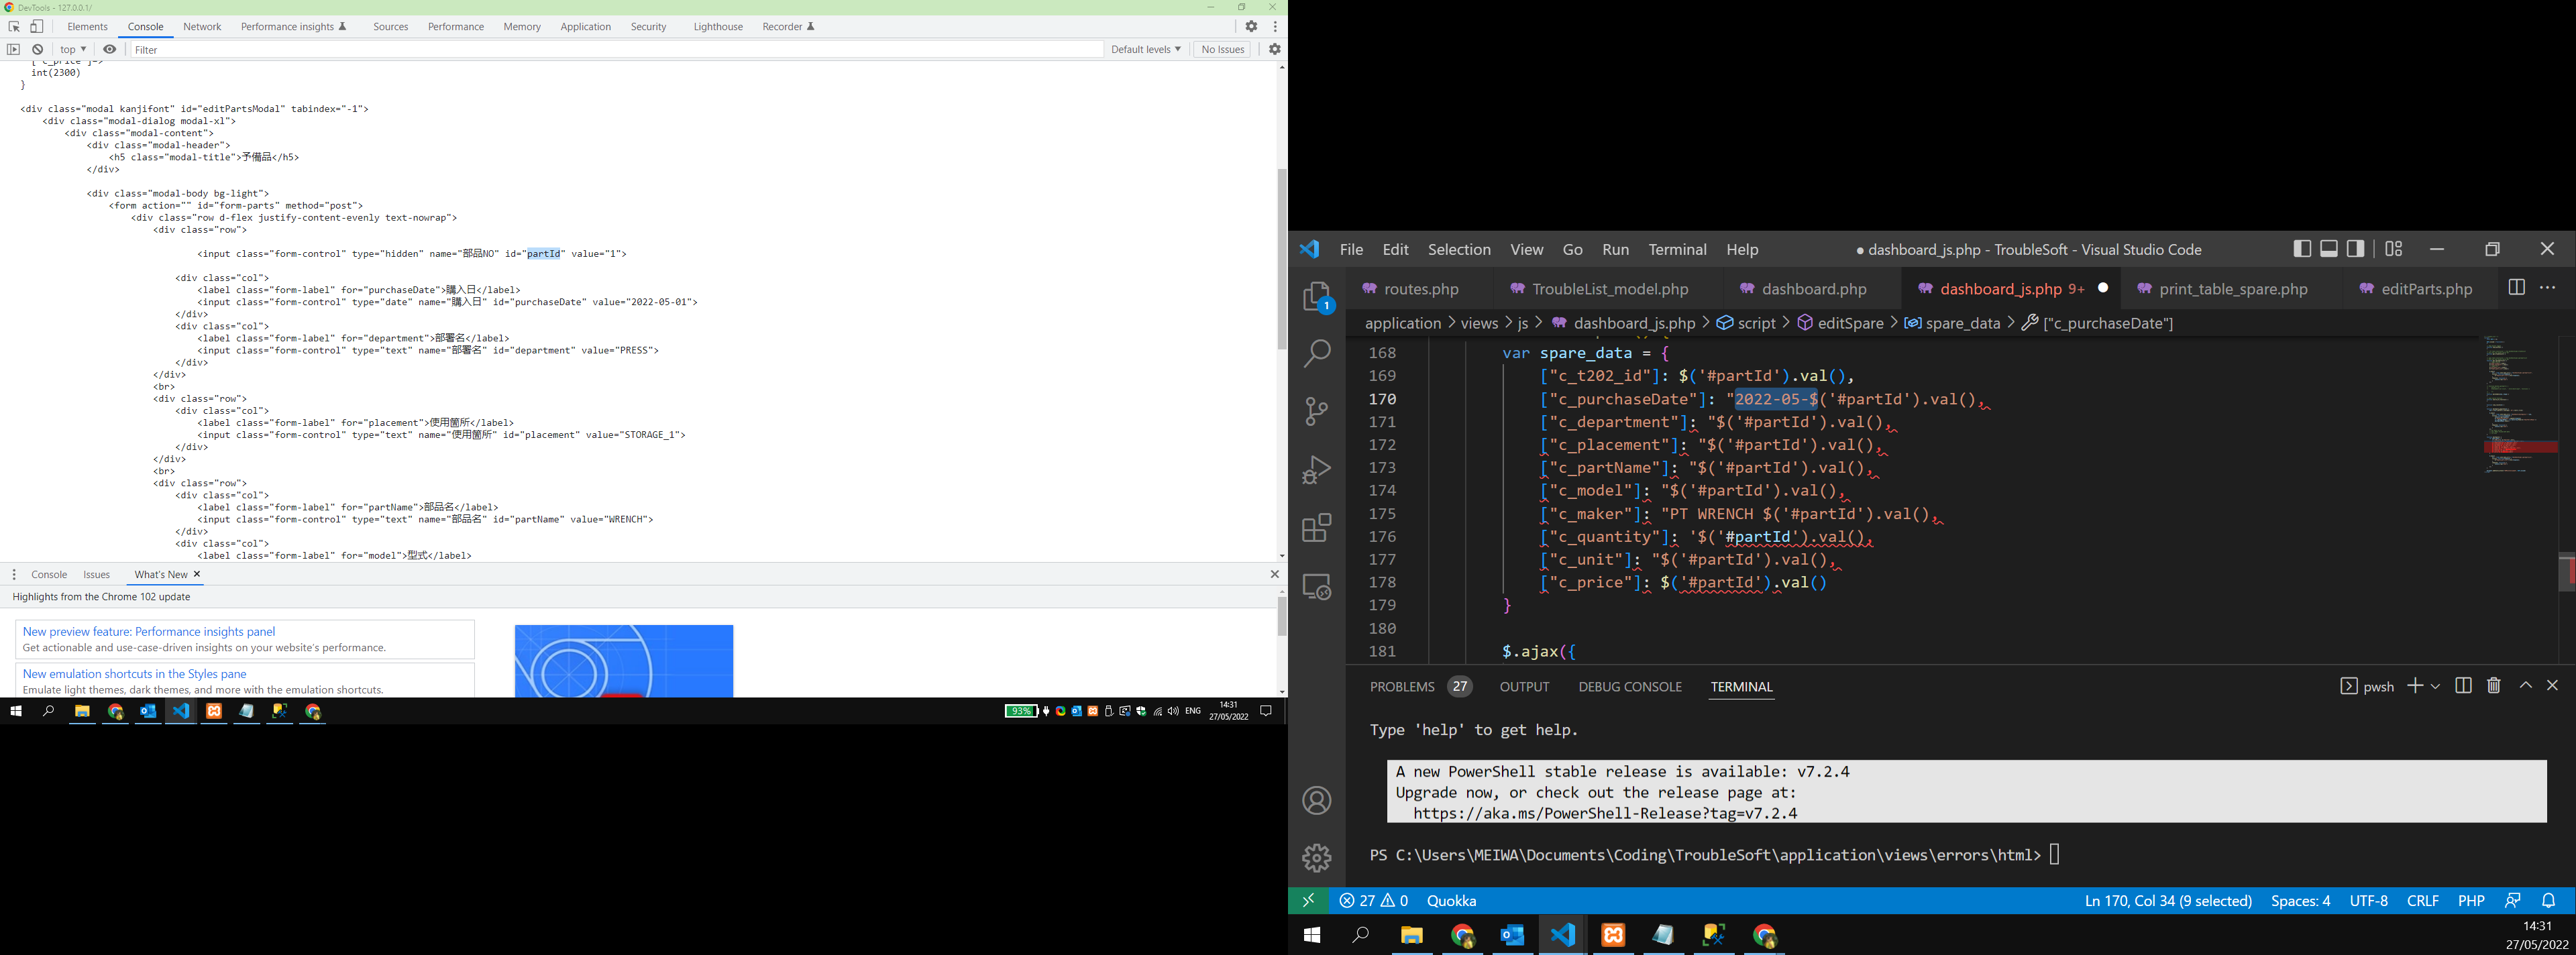 DevTools - 127.0.0.1/
Elements Console Network Performance insights Sources Performance Memory Application Security Lighthouse Recorder
top Filter Default levels No Issues
["c_price"]=>
int(2300)
}
<div class="modal kanjifont" id="editPartsModal" tabindex="-1">
<div class="modal-dialog modal-xl">
<div class="modal-content">
<div class="modal-header">
<h5 class="modal-title">予備品</h5>
</div>
<div class="modal-body bg-light">
<form action="" id="form-parts" method="post">
<div class="row d-flex justify-content-evenly text-nowrap">
<div class="row">
<input class="form-control" type="hidden" name="部品NO" id="partId" value="1">
<div class="col">
<label class="form-label" for="purchaseDate">購入日</label>
<input class="form-control" type="date" name="購入日" id="purchaseDate" value="2022-05-01">
</div>
<div class="col">
<label class="form-label" for="department">部署名</label>
<input class="form-control" type="text" name="部署名" id="department" value="PRESS">
</div>
</div>
<br>
<div class="row">
<div class="col">
<label class="form-label" for="placement">使用箇所</label>
<input class="form-control" type="text" name="使用箇所" id="placement" value="STORAGE_1">
</div>
</div>
<br>
<div class="row">
<div class="col">
<label class="form-label" for="partName">部品名</label>
<input class="form-control" type="text" name="部品名" id="partName" value="WRENCH">
</div>
<div class="col">
<label class="form-label" for="model">型式</label>
Console Issues What's New
Highlights from the Chrome 102 update
New preview feature: Performance insights panel
Get actionable and use-case-driven insights on your website's performance.
New emulation shortcuts in the Styles pane
Emulate light themes, dark themes, and more with the emulation shortcuts.
93% ENG 14:31
27/05/2022
File Edit Selection View Go Run Terminal Help ● dashboard_js.php - TroubleSoft - Visual Studio Code
1
routes.php TroubleList_model.php dashboard.php dashboard_js.php 9+ print_table_spare.php editParts.php
application > views > js > dashboard_js.php > script > editSpare > spare_data > ["c_purchaseDate"]
168 var spare_data = {
169 ["c_t202_id"]: $('#partId').val(),
170 ["c_purchaseDate"]: "2022-05-$('#partId').val(),
171 ["c_department"]: "$('#partId').val(),
172 ["c_placement"]: "$('#partId').val(),
173 ["c_partName"]: "$('#partId').val(),
174 ["c_model"]: "$('#partId').val(),
175 ["c_maker"]: "PT WRENCH $('#partId').val(),
176 ["c_quantity"]: '$('#partId').val(),
177 ["c_unit"]: "$('#partId').val(),
178 ["c_price"]: $('#partId').val()
179 }
180
181 $.ajax({
PROBLEMS 27 OUTPUT DEBUG CONSOLE TERMINAL pwsh
Type 'help' to get help.
A new PowerShell stable release is available: v7.2.4
Upgrade now, or check out the release page at:
https://aka.ms/PowerShell-Release?tag=v7.2.4
PS C:\Users\MEIWA\Documents\Coding\TroubleSoft\application\views\errors\html>
27 0 Quokka Ln 170, Col 34 (9 selected) Spaces: 4 UTF-8 CRLF PHP
14:31
27/05/2022